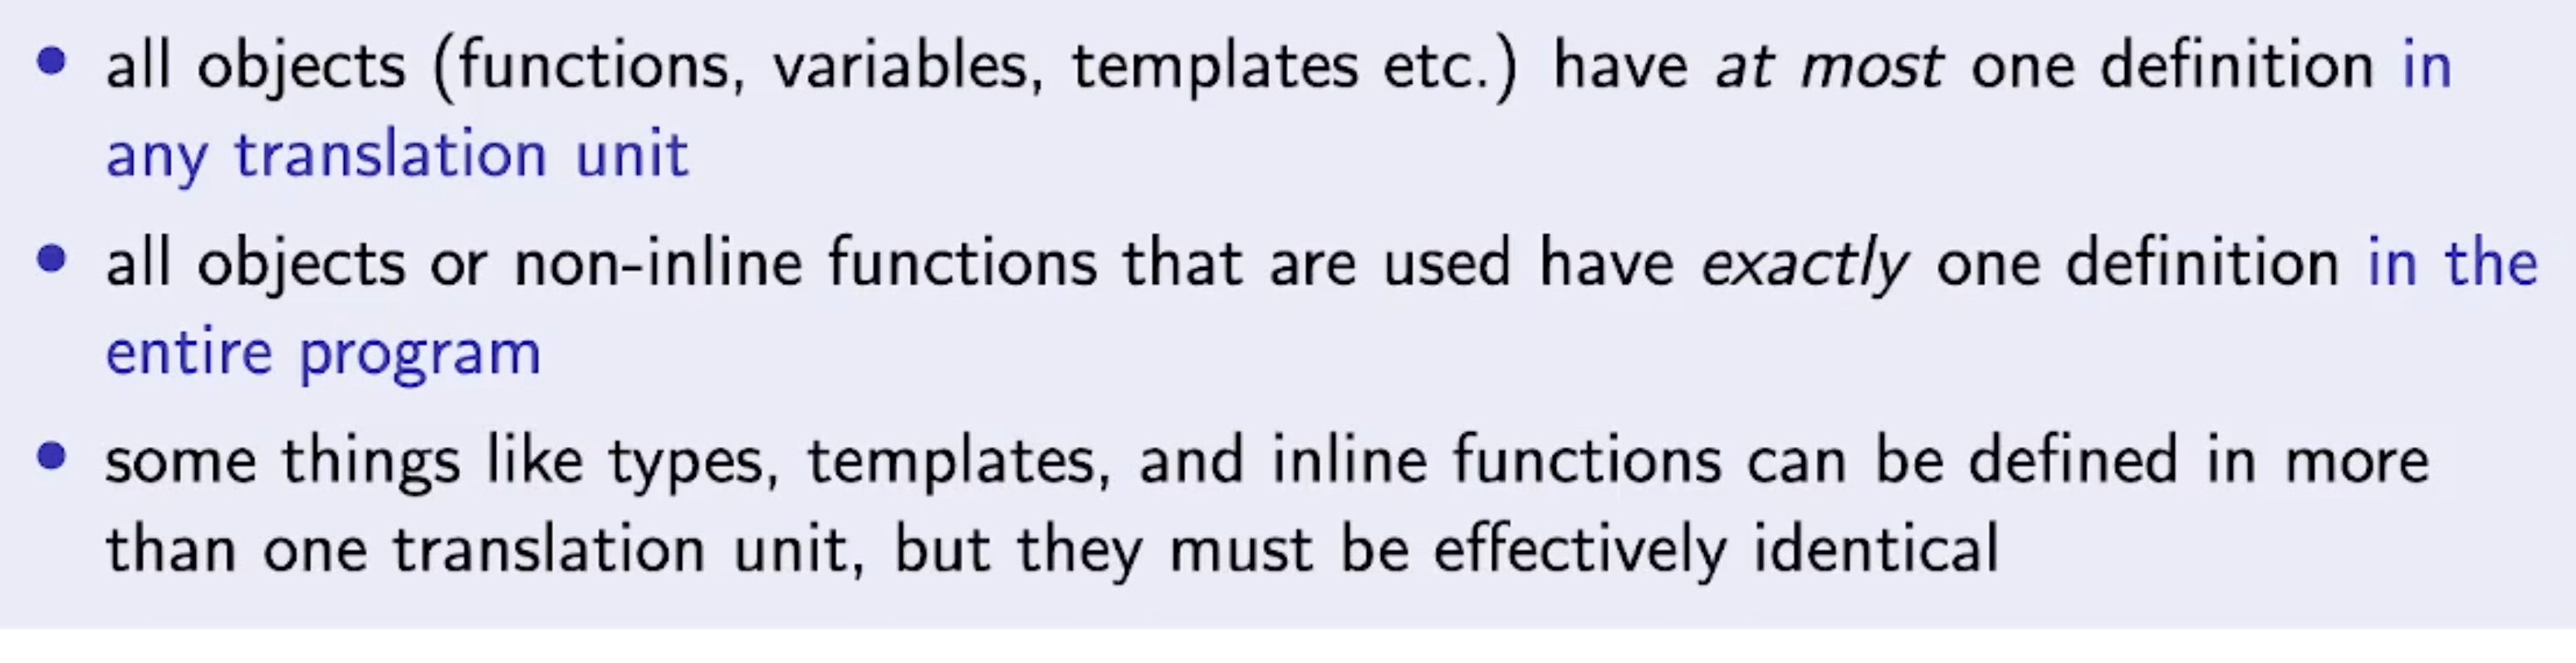 • all objects (functions, variables, templates etc.) have at most one definition in
any translation unit
• all objects or non-inline functions that are used have exactly one definition in the
entire program
• some things like types, templates, and inline functions can be defined in more
than one translation unit, but they must be effectively identical